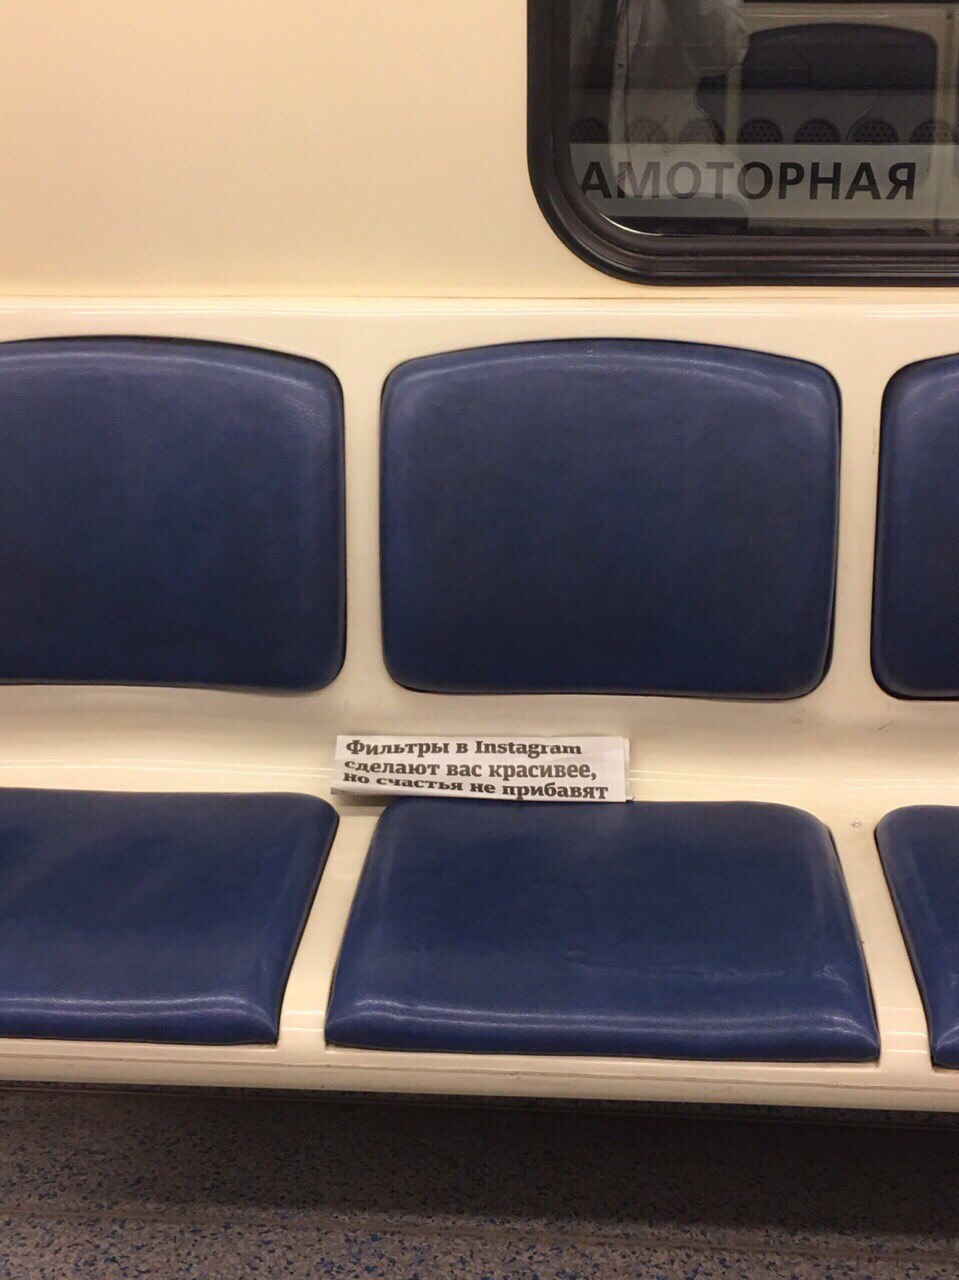 АМОТОРНАЯ
Фильтры в Instagram
сделают вас красивее,
но счастья не прибавят